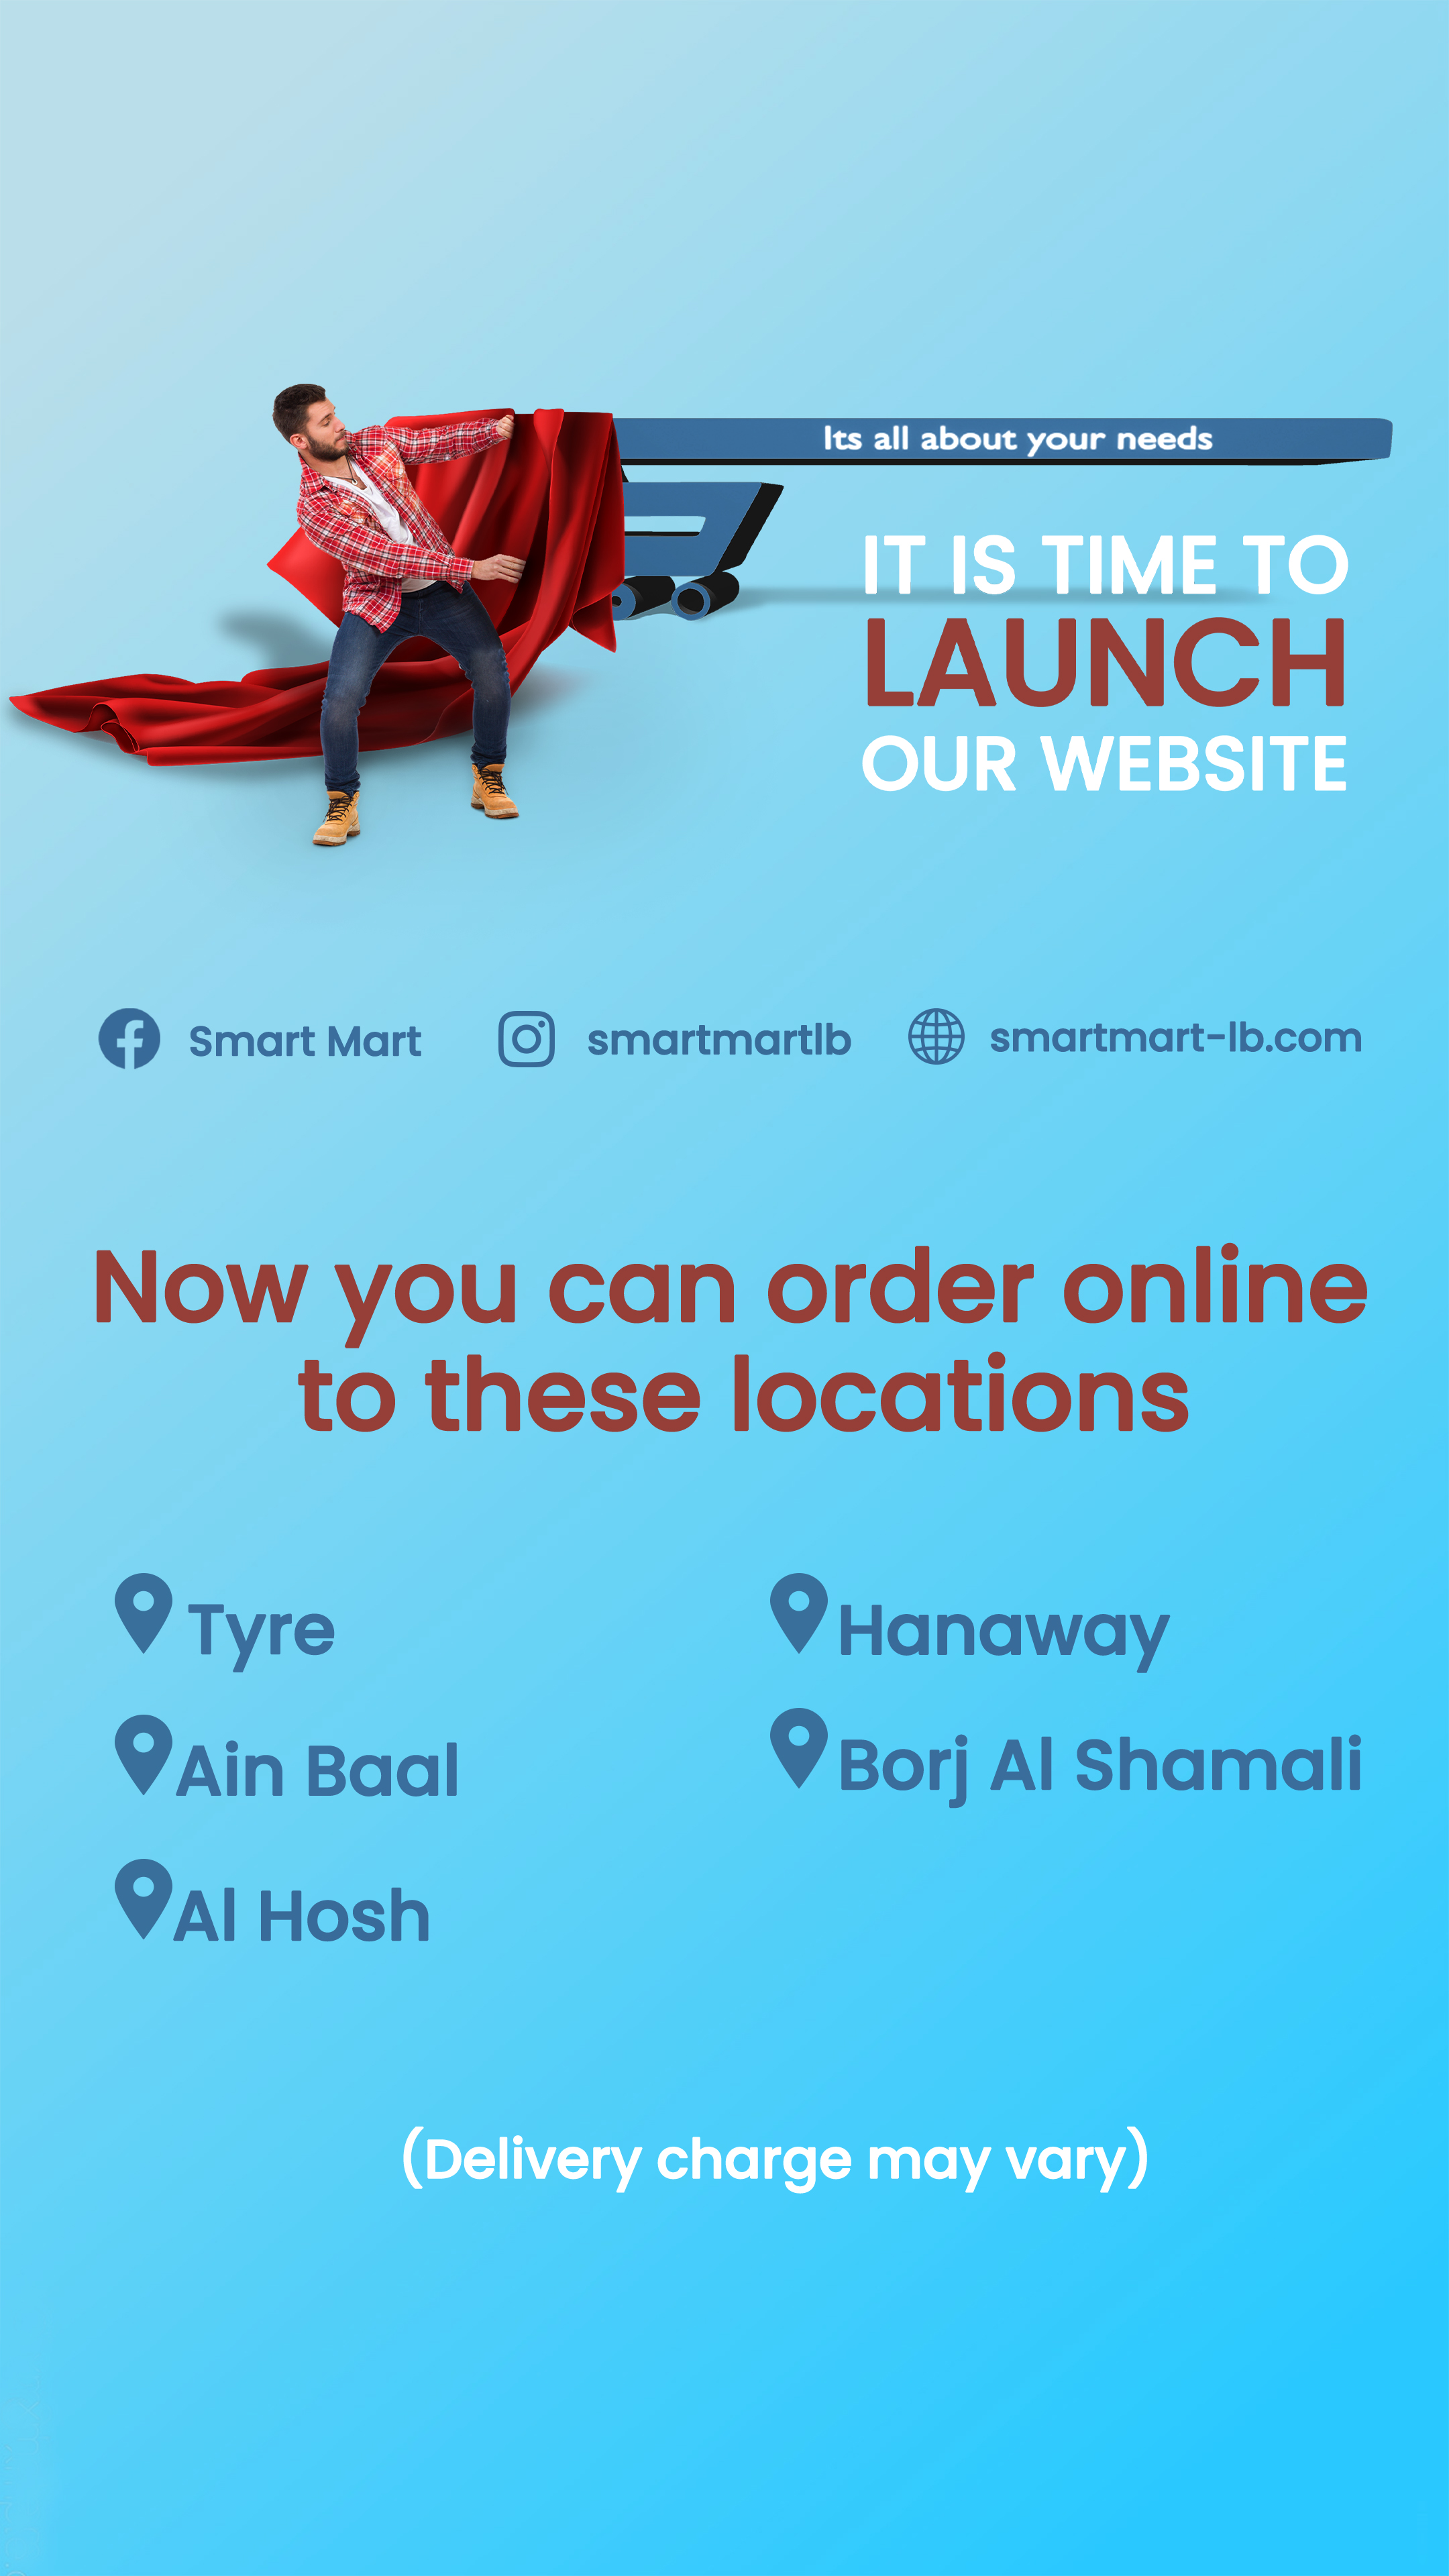 Its all about your needs
IT IS TIME TO
LAUNCH
OUR WEBSITE
Smart Mart
smartmartlb
smartmart-lb.com
Now you can order online
to these locations
Tyre
Hanaway
Ain Baal
Borj Al Shamali
Al Hosh
(Delivery charge may vary)